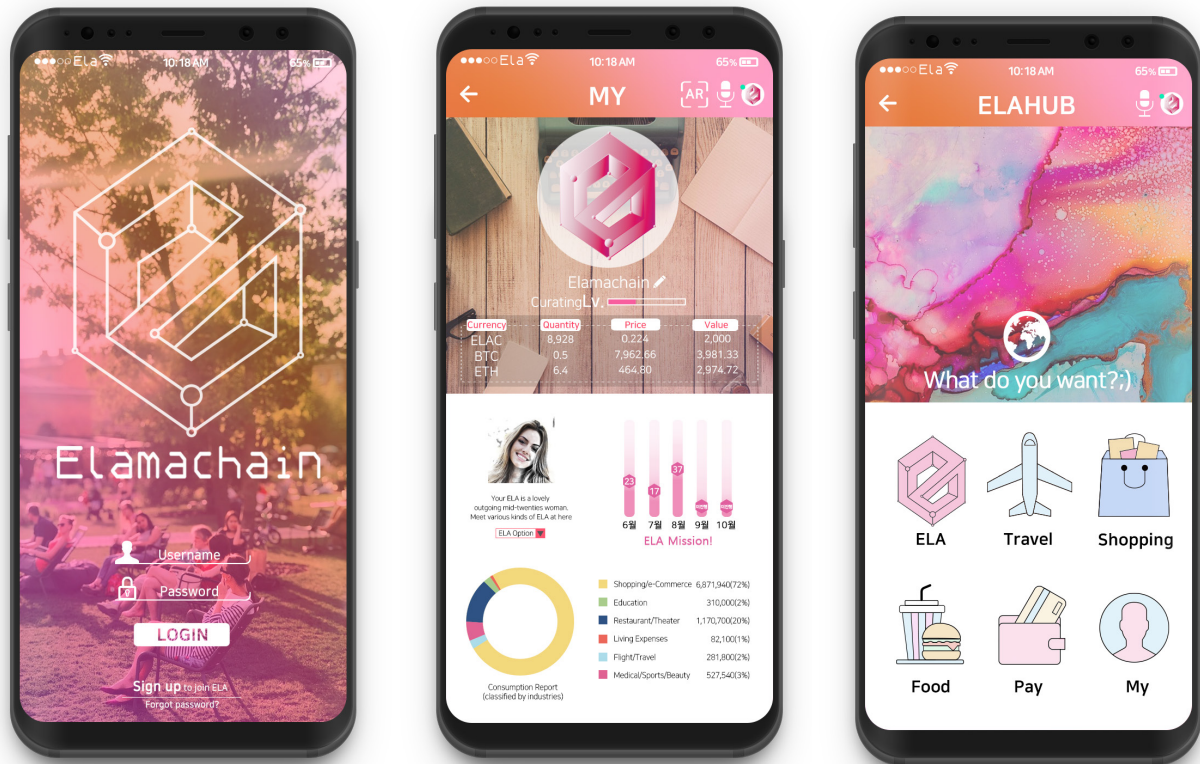 Ela 10:18 AM 65%
Elamachain
Username
Password
LOGIN
Sign up to join ELA
Forgot password?
Ela 10:18 AM 65%
MY AR
Elamachain
CuratingLv.
Currency Quantity Price Value
ELAC 8,928 0.224 2,000
BTC 0.5 7,962.66 3,981.33
ETH 6.4 464.80 2,974.72
Your ELA is a lovely
outgoing mid-twenties woman.
Meet various kinds of ELA at here
ELA Option
23 17 37
6월 7월 8월 9월 10월
ELA Mission!
Shopping/e-Commerce 6,871,940(72%)
Education 310,000(2%)
Restaurant/Theater 1,170,700(20%)
Living Expenses 82,100(1%)
Flight/Travel 281,800(2%)
Medical/Sports/Beauty 527,540(3%)
Consumption Report
(classified by industries)
Ela 10:18 AM 65%
ELAHUB
What do you want?;)
ELA Travel Shopping
Food Pay My